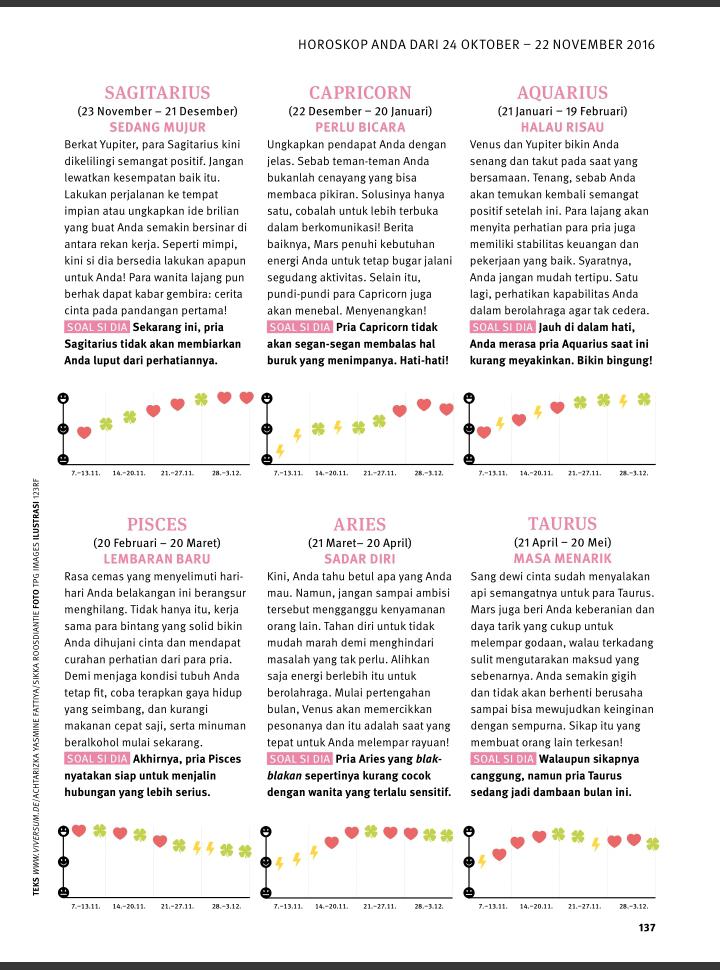 HOROSKOP ANDA DARI 24 OKTOBER – 22 NOVEMBER 2016
SAGITARIUS
(23 November – 21 Desember)
SEDANG MUJUR
Berkat Yupiter, para Sagitarius kini
dikelilingi semangat positif. Jangan
lewatkan kesempatan baik itu.
Lakukan perjalanan ke tempat
impian atau ungkapkan ide brilian
yang buat Anda semakin bersinar di
antara rekan kerja. Seperti mimpi,
kini si dia bersedia lakukan apapun
untuk Anda! Para wanita lajang pun
berhak dapat kabar gembira: cerita
cinta pada pandangan pertama!
SOAL SI DIA Sekarang ini, pria
Sagitarius tidak akan membiarkan
Anda luput dari perhatiannya.
7.–13.11. 14.–20.11. 21.–27.11. 28.–3.12.
CAPRICORN
(22 Desember – 20 Januari)
PERLU BICARA
Ungkapkan pendapat Anda dengan
jelas. Sebab teman-teman Anda
bukanlah cenayang yang bisa
membaca pikiran. Solusinya hanya
satu, cobalah untuk lebih terbuka
dalam berkomunikasi! Berita
baiknya, Mars penuhi kebutuhan
energi Anda untuk tetap bugar jalani
segudang aktivitas. Selain itu,
pundi-pundi para Capricorn juga
akan menebal. Menyenangkan!
SOAL SI DIA Pria Capricorn tidak
akan segan-segan membalas hal
buruk yang menimpanya. Hati-hati!
7.–13.11. 14.–20.11. 21.–27.11. 28.–3.12.
AQUARIUS
(21 Januari – 19 Februari)
HALAU RISAU
Venus dan Yupiter bikin Anda
senang dan takut pada saat yang
bersamaan. Tenang, sebab Anda
akan temukan kembali semangat
positif setelah ini. Para lajang akan
menyita perhatian para pria juga
memiliki stabilitas keuangan dan
pekerjaan yang baik. Syaratnya,
Anda jangan mudah tertipu. Satu
lagi, perhatikan kapabilitas Anda
dalam berolahraga agar tak cedera.
SOAL SI DIA Jauh di dalam hati,
Anda merasa pria Aquarius saat ini
kurang meyakinkan. Bikin bingung!
7.–13.11. 14.–20.11. 21.–27.11. 28.–3.12.
PISCES
(20 Februari – 20 Maret)
LEMBARAN BARU
Rasa cemas yang menyelimuti hari-
hari Anda belakangan ini berangsur
menghilang. Tidak hanya itu, kerja
sama para bintang yang solid bikin
Anda dihujani cinta dan mendapat
curahan perhatian dari para pria.
Demi menjaga kondisi tubuh Anda
tetap fit, coba terapkan gaya hidup
yang seimbang, dan kurangi
makanan cepat saji, serta minuman
beralkohol mulai sekarang.
SOAL SI DIA Akhirnya, pria Pisces
nyatakan siap untuk menjalin
hubungan yang lebih serius.
7.–13.11. 14.–20.11. 21.–27.11. 28.–3.12.
ARIES
(21 Maret– 20 April)
SADAR DIRI
Kini, Anda tahu betul apa yang Anda
mau. Namun, jangan sampai ambisi
tersebut mengganggu kenyamanan
orang lain. Tahan diri untuk tidak
mudah marah demi menghindari
masalah yang tak perlu. Alihkan
saja energi berlebih itu untuk
berolahraga. Mulai pertengahan
bulan, Venus akan memercikkan
pesonanya dan itu adalah saat yang
tepat untuk Anda melempar rayuan!
SOAL SI DIA Pria Aries yang blak-
blakan sepertinya kurang cocok
dengan wanita yang terlalu sensitif.
7.–13.11. 14.–20.11. 21.–27.11. 28.–3.12.
TAURUS
(21 April – 20 Mei)
MASA MENARIK
Sang dewi cinta sudah menyalakan
api semangatnya untuk para Taurus.
Mars juga beri Anda keberanian dan
daya tarik yang cukup untuk
melempar godaan, walau terkadang
sulit mengutarakan maksud yang
sebenarnya. Anda semakin gigih
dan tidak akan berhenti berusaha
sampai bisa mewujudkan keinginan
dengan sempurna. Sikap itu yang
membuat orang lain terkesan!
SOAL SI DIA Walaupun sikapnya
canggung, namun pria Taurus
sedang jadi dambaan bulan ini.
7.–13.11. 14.–20.11. 21.–27.11. 28.–3.12.
TEKS WWW.VIVERSUM.DE/ACHTARIZKA YASMINE FATTIYA/SIKKA ROOSDIANTIE FOTO TPG IMAGES ILUSTRASI 123RF
137